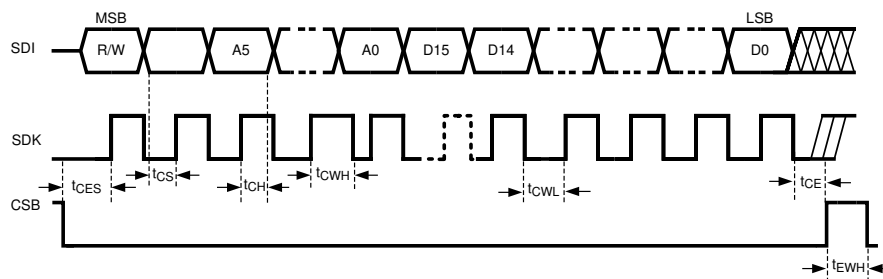 MSB
LSB
SDI
R/W
A5
A0
D15
D14
D0
SDK
tCES
tCS
tCH
tCWH
tCWL
tCE
CSB
tEWH